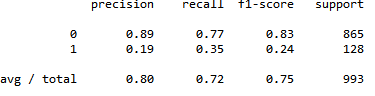 precision recall f1-score support
0 0.89 0.77 0.83 865
1 0.19 0.35 0.24 128
avg / total 0.80 0.72 0.75 993